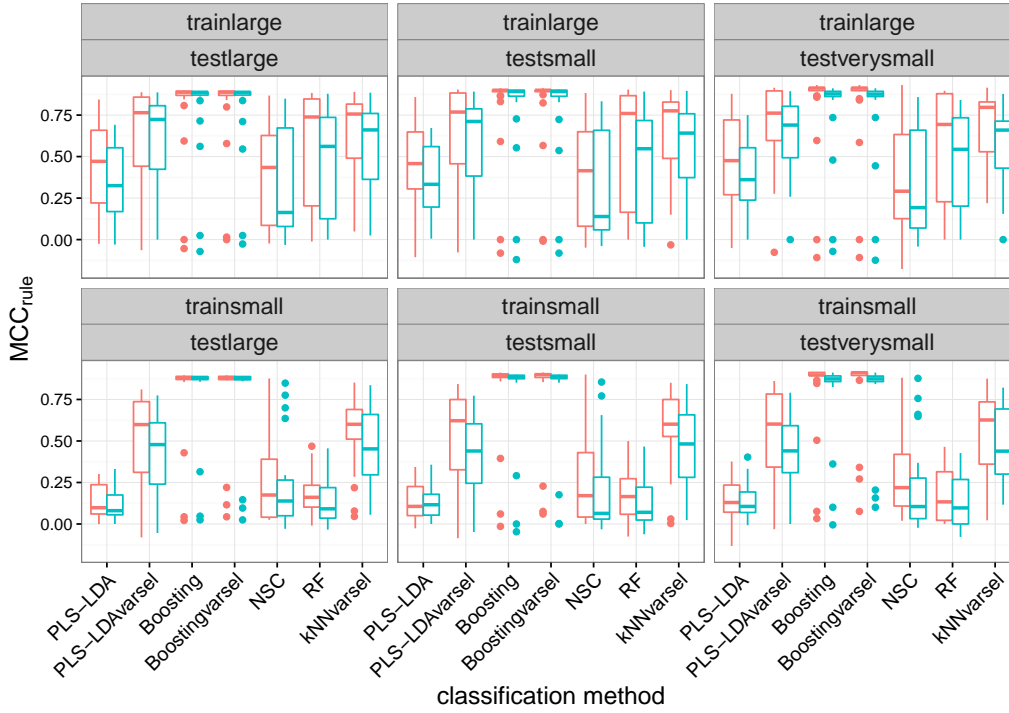 trainlarge trainlarge trainlarge
testlarge testsmall testverysmall
0.75
0.50
0.25
0.00
MCCrule
trainsmall trainsmall trainsmall
testlarge testsmall testverysmall
0.75
0.50
0.25
0.00
PLS−LDA PLS−LDAvarsel Boosting Boostingvarsel NSC RF kNNvarsel PLS−LDA PLS−LDAvarsel Boosting Boostingvarsel NSC RF kNNvarsel PLS−LDA PLS−LDAvarsel Boosting Boostingvarsel NSC RF kNNvarsel
classification method